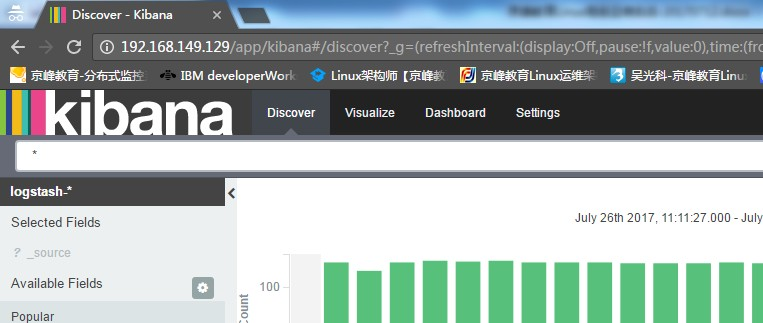 Discover - Kibana
192.168.149.129/app/kibana#/discover?_g=(refreshInterval:(display:Off,pause:!f,value:0),time:(fro
京峰教育-分布式监控 IBM developerWork Linux架构师【京峰教 京峰教育Linux运维架 吴光科-京峰教育Linu
kibana Discover Visualize Dashboard Settings
*
logstash-*
Selected Fields
July 26th 2017, 11:11:27.000 - July
? _source
Available Fields
100
Count
Popular